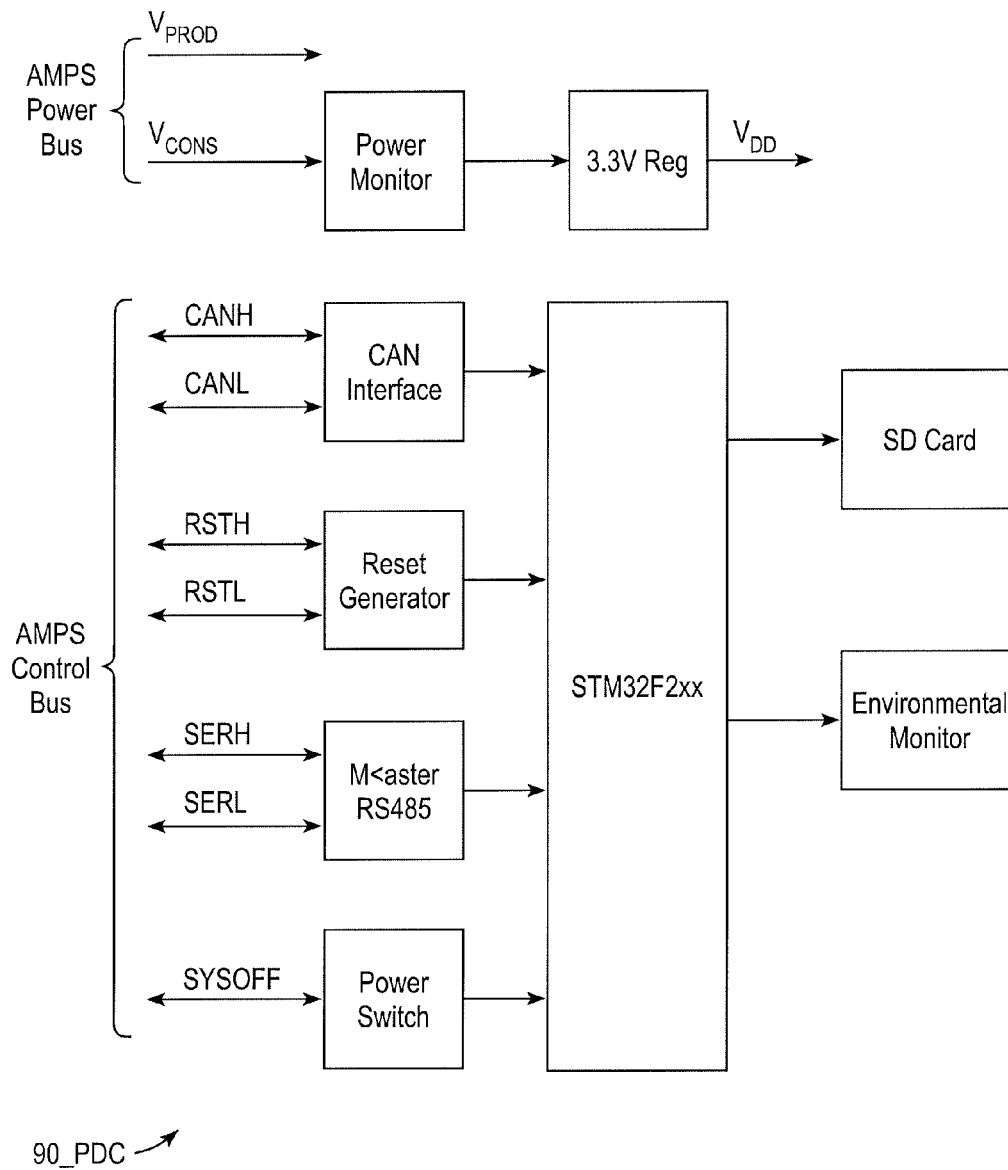 V_PROD
AMPS
Power
Bus
V_CONS
Power
Monitor
3.3V Reg
V_DD
CANH
CANL
CAN
Interface
SD Card
RSTH
RSTL
Reset
Generator
AMPS
Control
Bus
STM32F2xx
SERH
SERL
M<aster
RS485
Environmental
Monitor
SYSOFF
Power
Switch
90_PDC